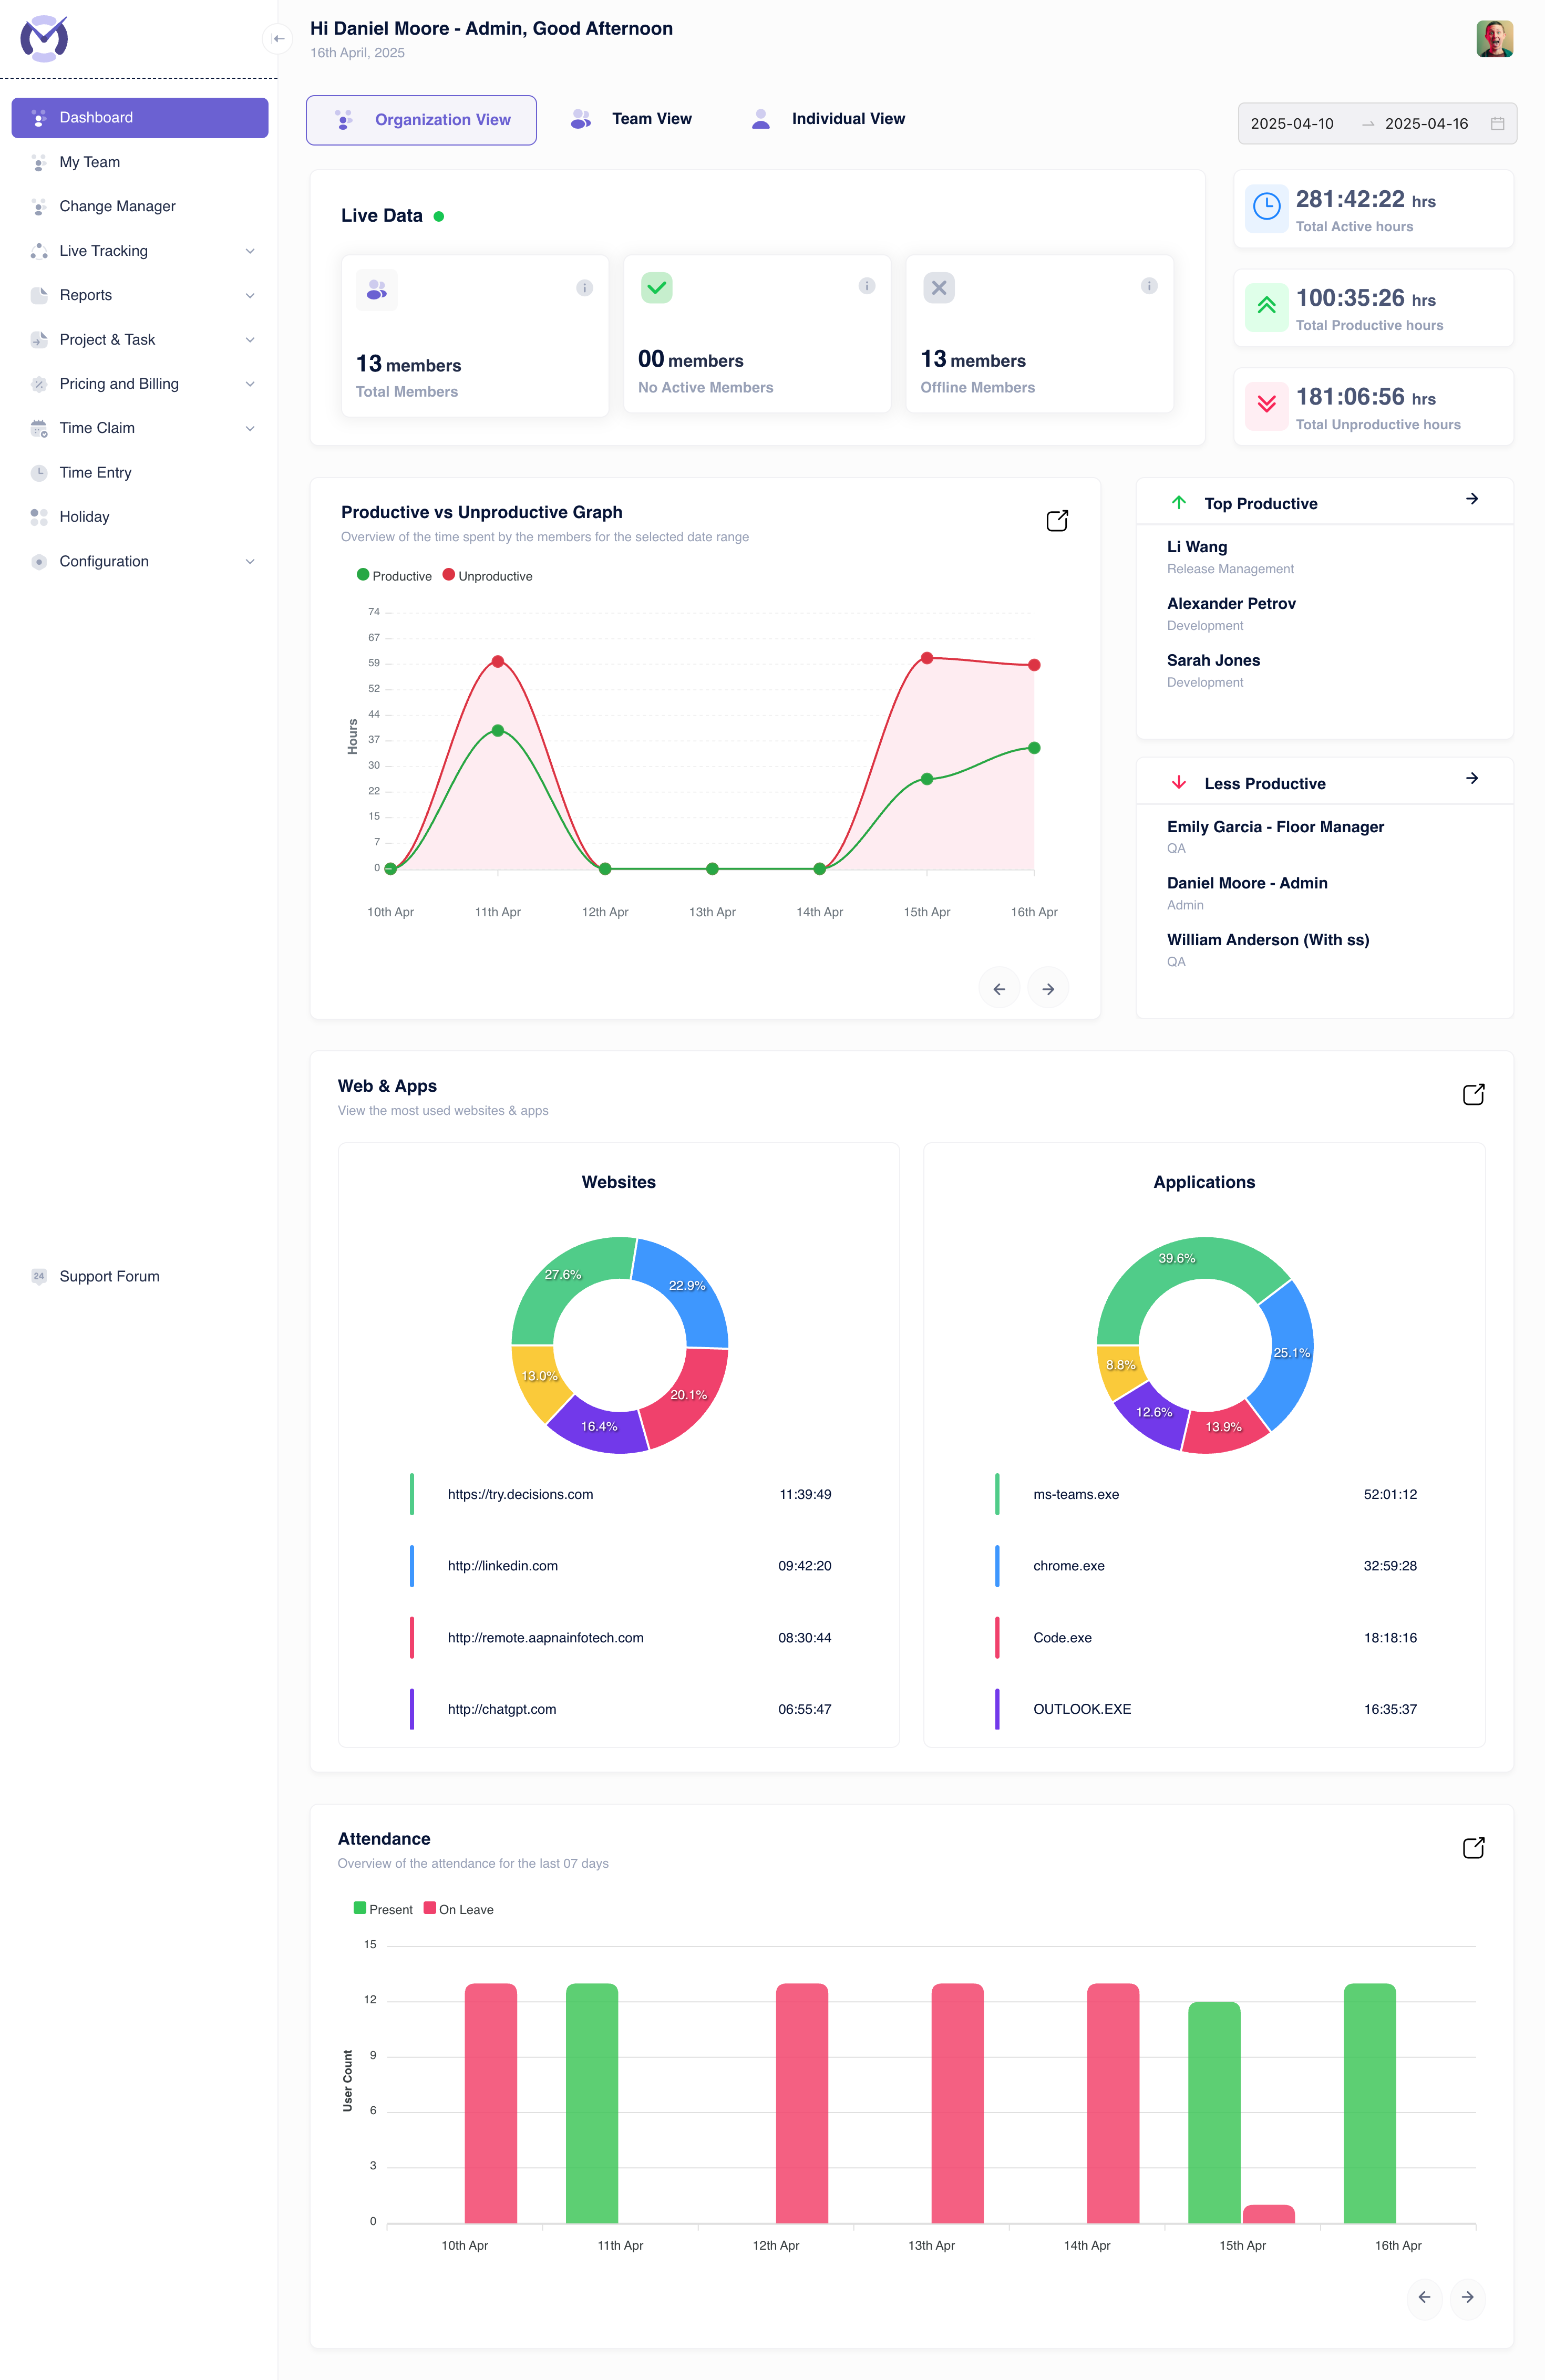 Hi Daniel Moore - Admin, Good Afternoon
16th April, 2025
Dashboard
My Team
Change Manager
Live Tracking
Reports
Project & Task
Pricing and Billing
Time Claim
Time Entry
Holiday
Configuration
24
Support Forum
Organization View
Team View
Individual View
2025-04-10 → 2025-04-16
Live Data
13 members
Total Members
00 members
No Active Members
13 members
Offline Members
281:42:22 hrs
Total Active hours
100:35:26 hrs
Total Productive hours
181:06:56 hrs
Total Unproductive hours
Productive vs Unproductive Graph
Overview of the time spent by the members for the selected date range
Productive Unproductive
Hours
74
67
59
52
44
37
30
22
15
7
0
10th Apr 11th Apr 12th Apr 13th Apr 14th Apr 15th Apr 16th Apr
Top Productive
Li Wang
Release Management
Alexander Petrov
Development
Sarah Jones
Development
Less Productive
Emily Garcia - Floor Manager
QA
Daniel Moore - Admin
Admin
William Anderson (With ss)
QA
Web & Apps
View the most used websites & apps
Websites
27.6%
22.9%
13.0%
20.1%
16.4%
https://try.decisions.com 11:39:49
http://linkedin.com 09:42:20
http://remote.aapnainfotech.com 08:30:44
http://chatgpt.com 06:55:47
Applications
39.6%
25.1%
8.8%
12.6%
13.9%
ms-teams.exe 52:01:12
chrome.exe 32:59:28
Code.exe 18:18:16
OUTLOOK.EXE 16:35:37
Attendance
Overview of the attendance for the last 07 days
Present On Leave
User Count
15
12
9
6
3
0
10th Apr 11th Apr 12th Apr 13th Apr 14th Apr 15th Apr 16th Apr